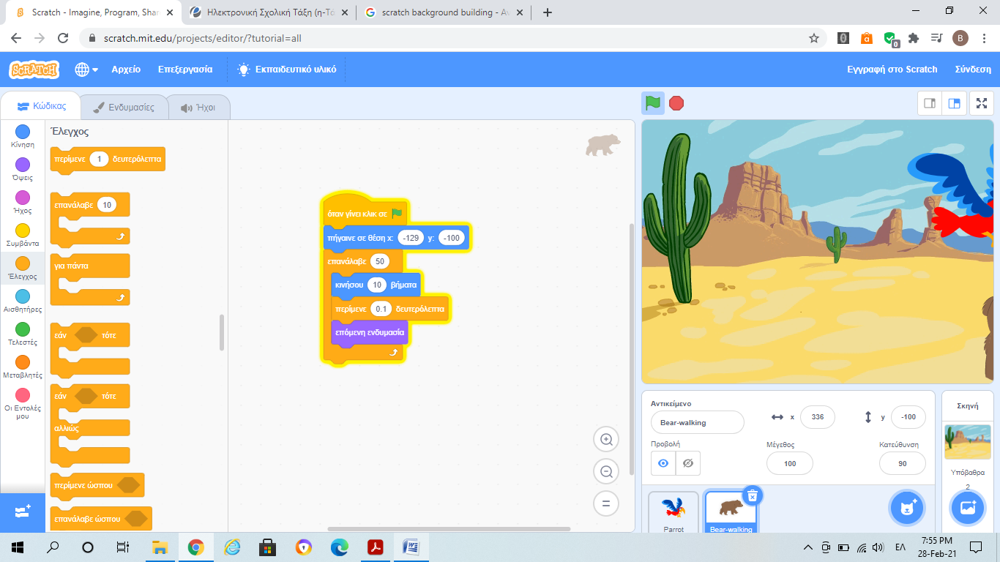 Scratch - Imagine, Program, Shar
Ηλεκτρονική Σχολική Τάξη (η-Τά
scratch background building - Αν
scratch.mit.edu/projects/editor/?tutorial=all
0
B
SCRATCH
Αρχείο
Επεξεργασία
Εκπαιδευτικό υλικό
Εγγραφή στο Scratch
Σύνδεση
Κώδικας
Ενδυμασίες
Ήχοι
Κίνηση
Όψεις
Ήχος
Συμβάντα
Έλεγχος
Αισθητήρες
Τελεστές
Μεταβλητές
Οι Εντολές
μου
Έλεγχος
περίμενε 1 δευτερόλεπτα
επανάλαβε 10
για πάντα
εάν τότε
εάν τότε
αλλιώς
περίμενε ώσπου
επανάλαβε ώσπου
όταν γίνει κλικ σε
πήγαινε σε θέση x: -129 y: -100
επανάλαβε 50
κινήσου 10 βήματα
περίμενε 0.1 δευτερόλεπτα
επόμενη ενδυμασία
Αντικείμενο
Bear-walking
x 336
y -100
Προβολή
Μέγεθος
100
Κατεύθυνση
90
Parrot
Bear-walking
Σκηνή
Υπόβαθρα
2
ΕΛ
7:55 PM
28-Feb-21